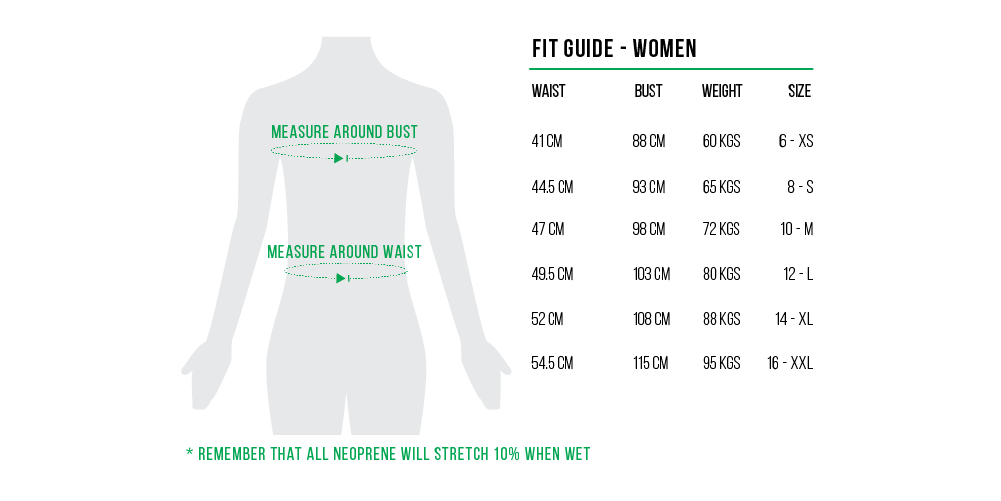 FIT GUIDE - WOMEN
WAIST BUST WEIGHT SIZE
MEASURE AROUND BUST
41 CM 88 CM 60 KGS 6 - XS
44.5 CM 93 CM 65 KGS 8 - S
47 CM 98 CM 72 KGS 10 - M
MEASURE AROUND WAIST
49.5 CM 103 CM 80 KGS 12 - L
52 CM 108 CM 88 KGS 14 - XL
54.5 CM 115 CM 95 KGS 16 - XXL
* REMEMBER THAT ALL NEOPRENE WILL STRETCH 10% WHEN WET